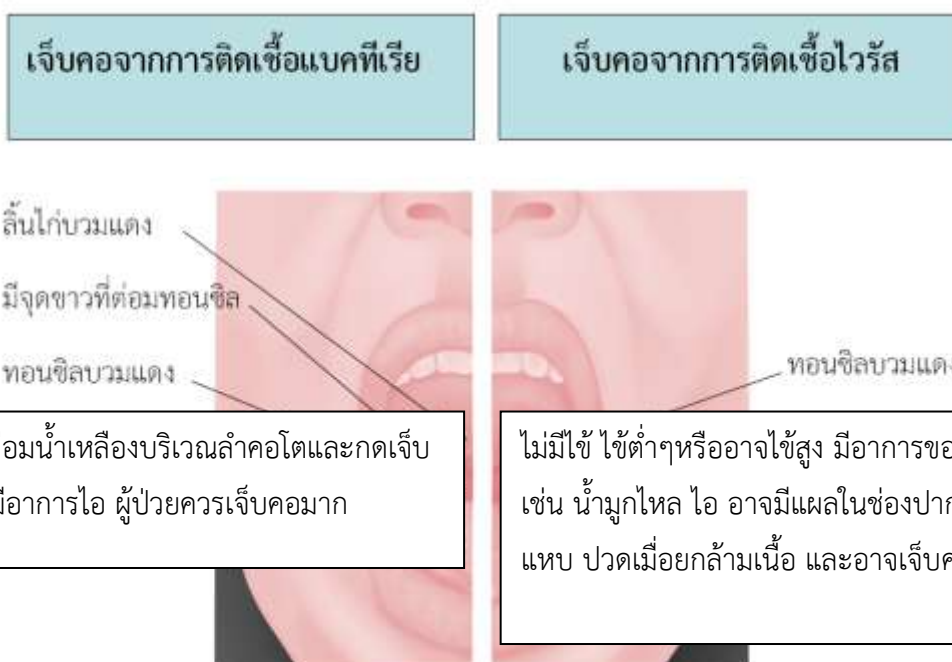 เจ็บคอจากการติดเชื้อแบคทีเรีย
เจ็บคอจากการติดเชื้อไวรัส
ลิ้นไก่บวมแดง
มีจุดขาวที่ต่อมทอนซิล
ทอนซิลบวมแดง
น้ำเหลืองบริเวณลำคอโตและกดเจ็บ
อาการไอ ผู้ป่วยควรเจ็บคอมาก
ทอนซิลบวมแดง
ไม่มีไข้ ไข้ต่ำๆหรืออาจไข้สูง มีอาการ
เช่น น้ำมูกไหล ไอ อาจมีแผลในช่องปาก
แหบ ปวดเมื่อยกล้ามเนื้อ และอาจเจ็บ